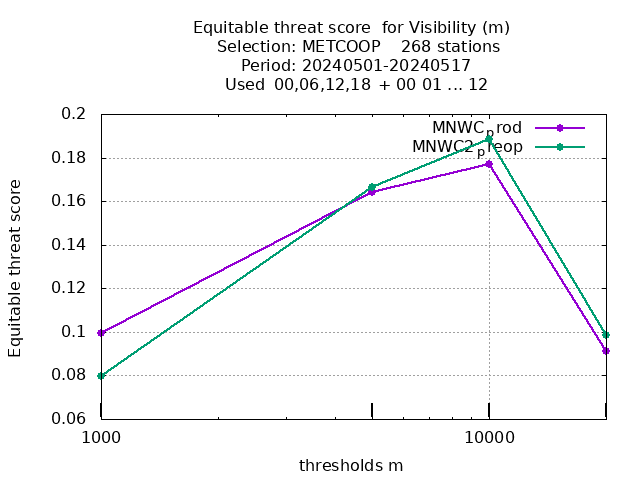 Equitable threat score  for Visibility (m)
Selection: METCOOP    268 stations
Period: 20240501-20240517
Used  00,06,12,18 + 00 01 ... 12
0.2
0.18
0.16
0.14
0.12
0.1
0.08
0.06
Equitable threat score
MNWCprod
MNWC2preop
1000
10000
thresholds m